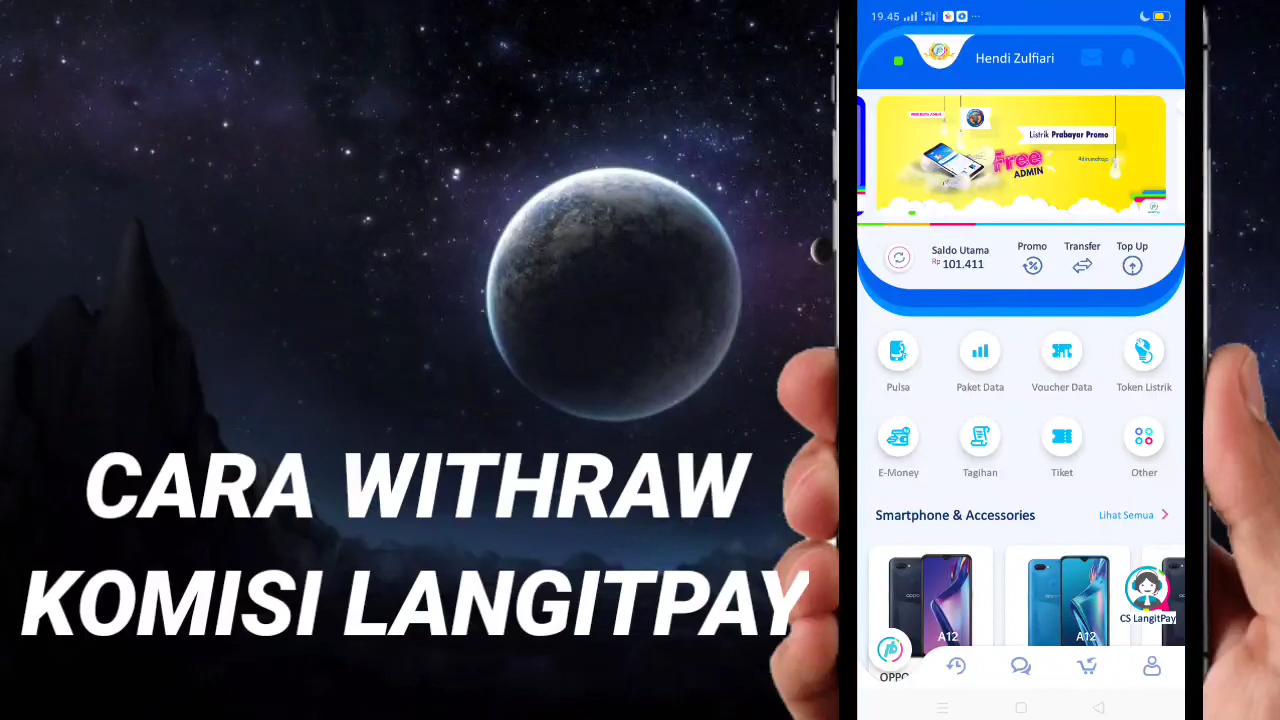 CARA WITHRAW
KOMISI LANGITPAY
19.45
Hendi Zulfiari
Listrik Prabayar Promo
Free
ADMIN
Saldo Utama
Rp 101.411
Promo
Transfer
Top Up
Pulsa
Paket Data
Voucher Data
Token Listrik
E-Money
Tagihan
Tiket
Other
Smartphone & Accessories
Lihat Semua
oppo
A12
A12
CS LangitPay
OPPO